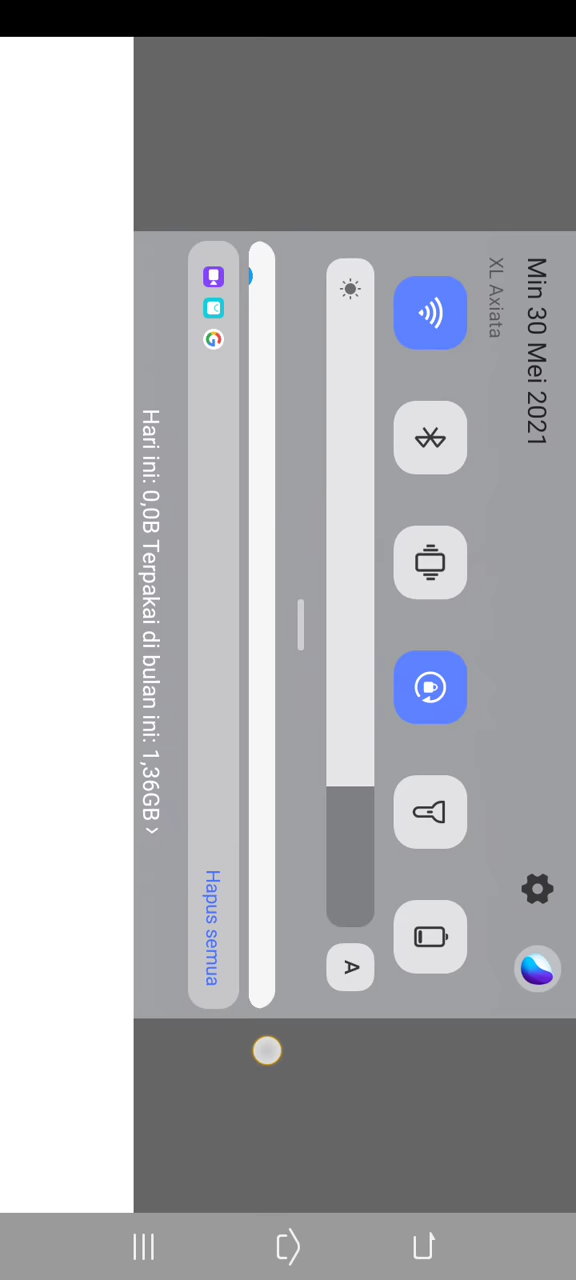 Min 30 Mei 2021
XL Axiata
A
Hapus semua
Hari ini: 0,0B Terpakai di bulan ini: 1,36GB >